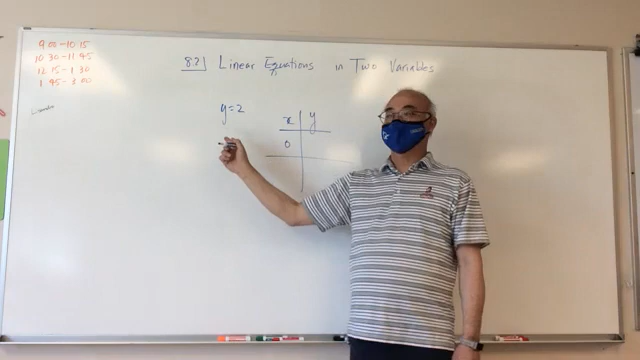 9 00 - 10 15
10 30 - 11 45
12 15 - 1 30
1 45 - 3 00
8.2 Linear Equations in Two Variables
y = 2
x y
0